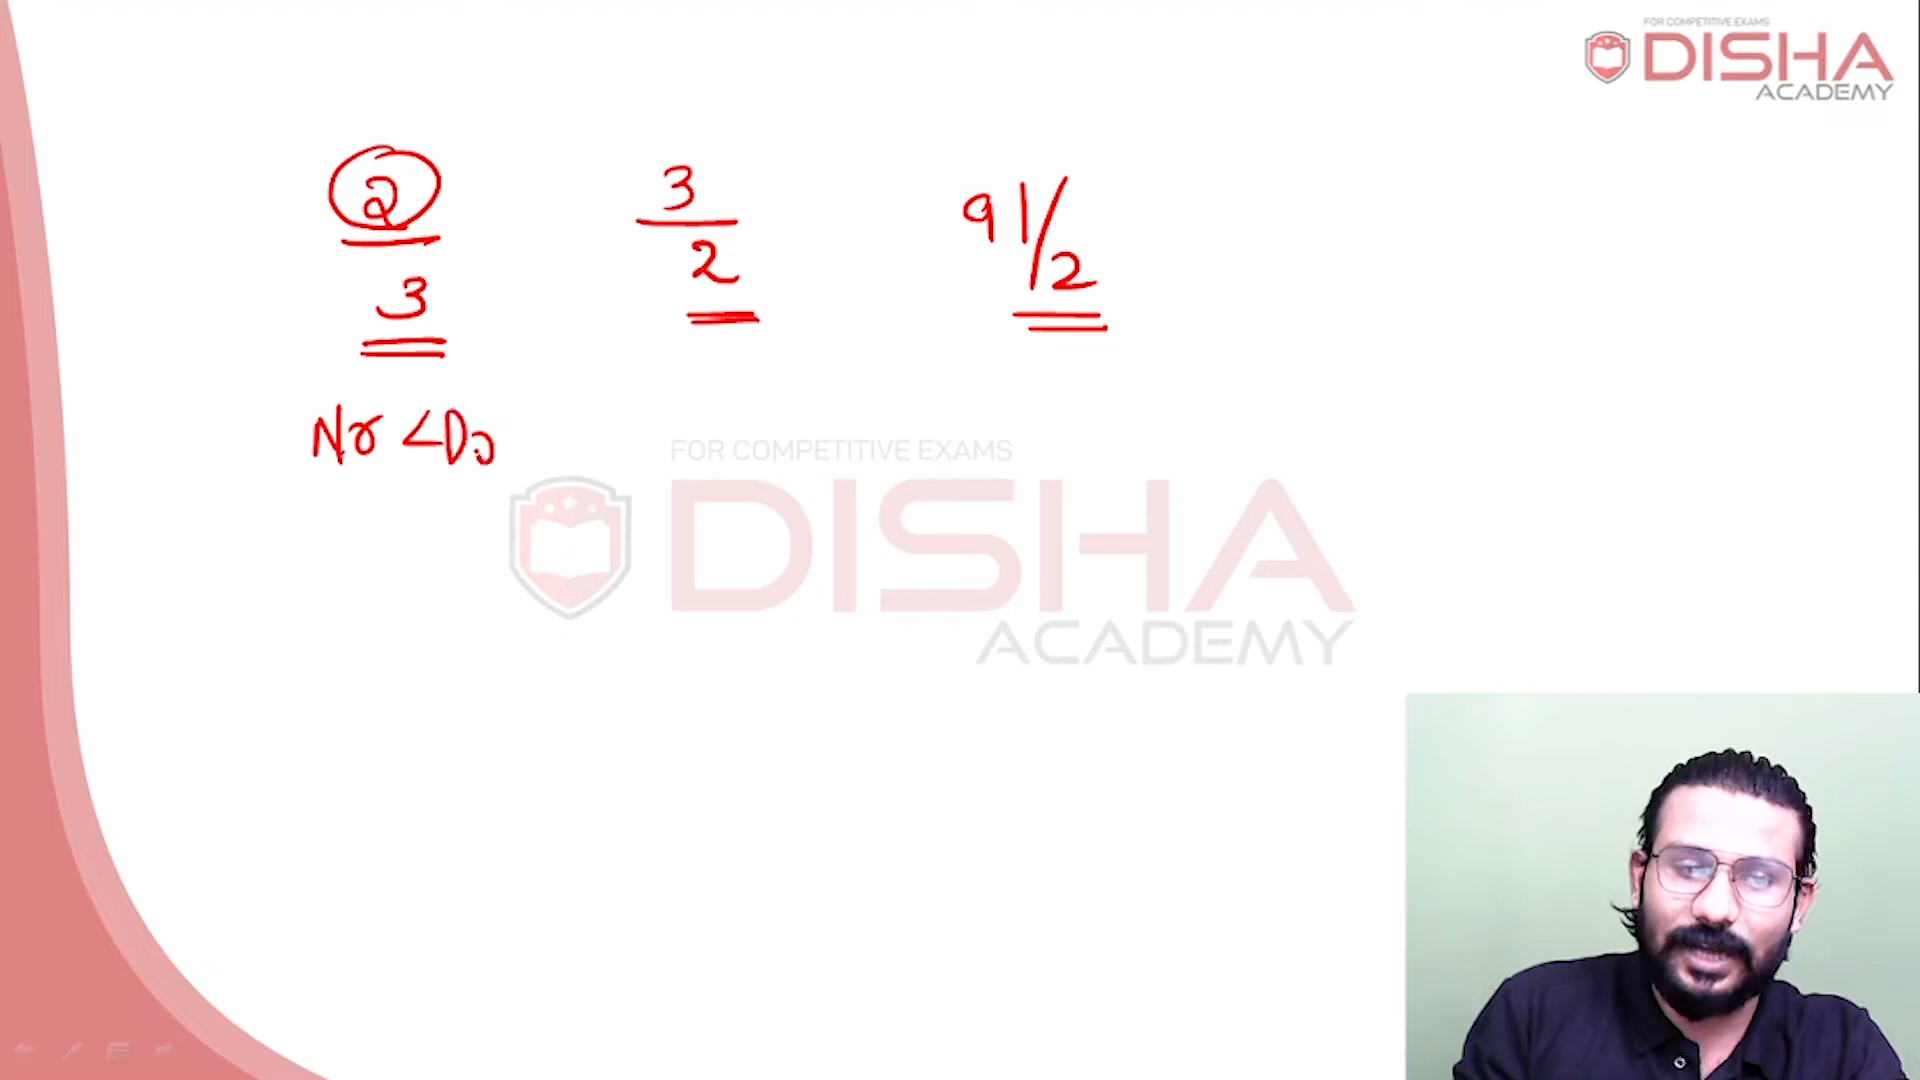 FOR COMPETITIVE EXAMS
DISHA
ACADEMY
2/3
3/2
9 1/2
Nr < Dr
FOR COMPETITIVE EXAMS
DISHA
ACADEMY